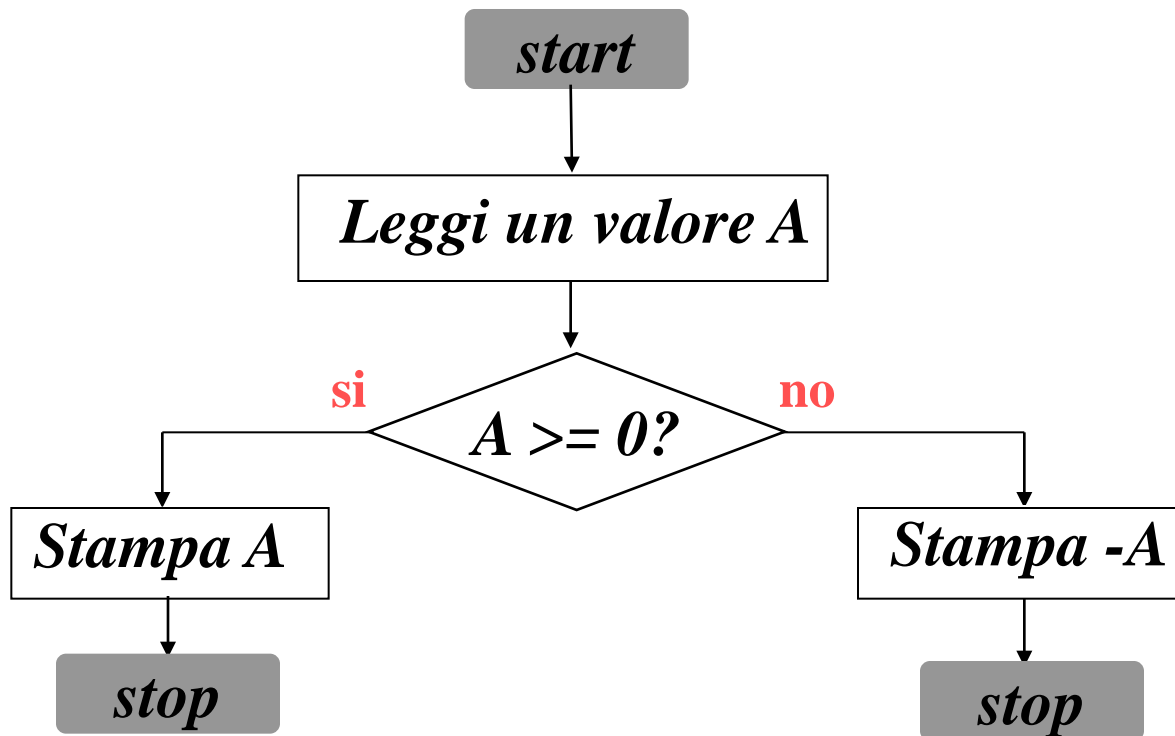 start
Leggi un valore A
si
no
A >= 0?
Stampa A
Stampa -A
stop
stop